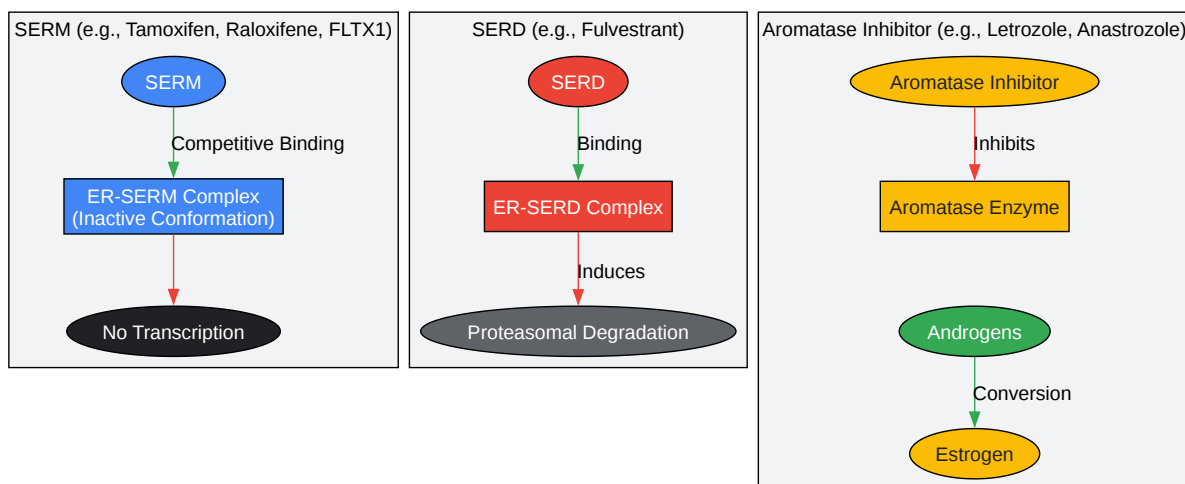 SERM (e.g., Tamoxifen, Raloxifene, FLTX1)
SERM
Competitive Binding
ER-SERM Complex
(Inactive Conformation)
No Transcription
SERD (e.g., Fulvestrant)
SERD
Binding
ER-SERD Complex
Induces
Proteasomal Degradation
Aromatase Inhibitor (e.g., Letrozole, Anastrozole)
Aromatase Inhibitor
Inhibits
Aromatase Enzyme
Androgens
Conversion
Estrogen